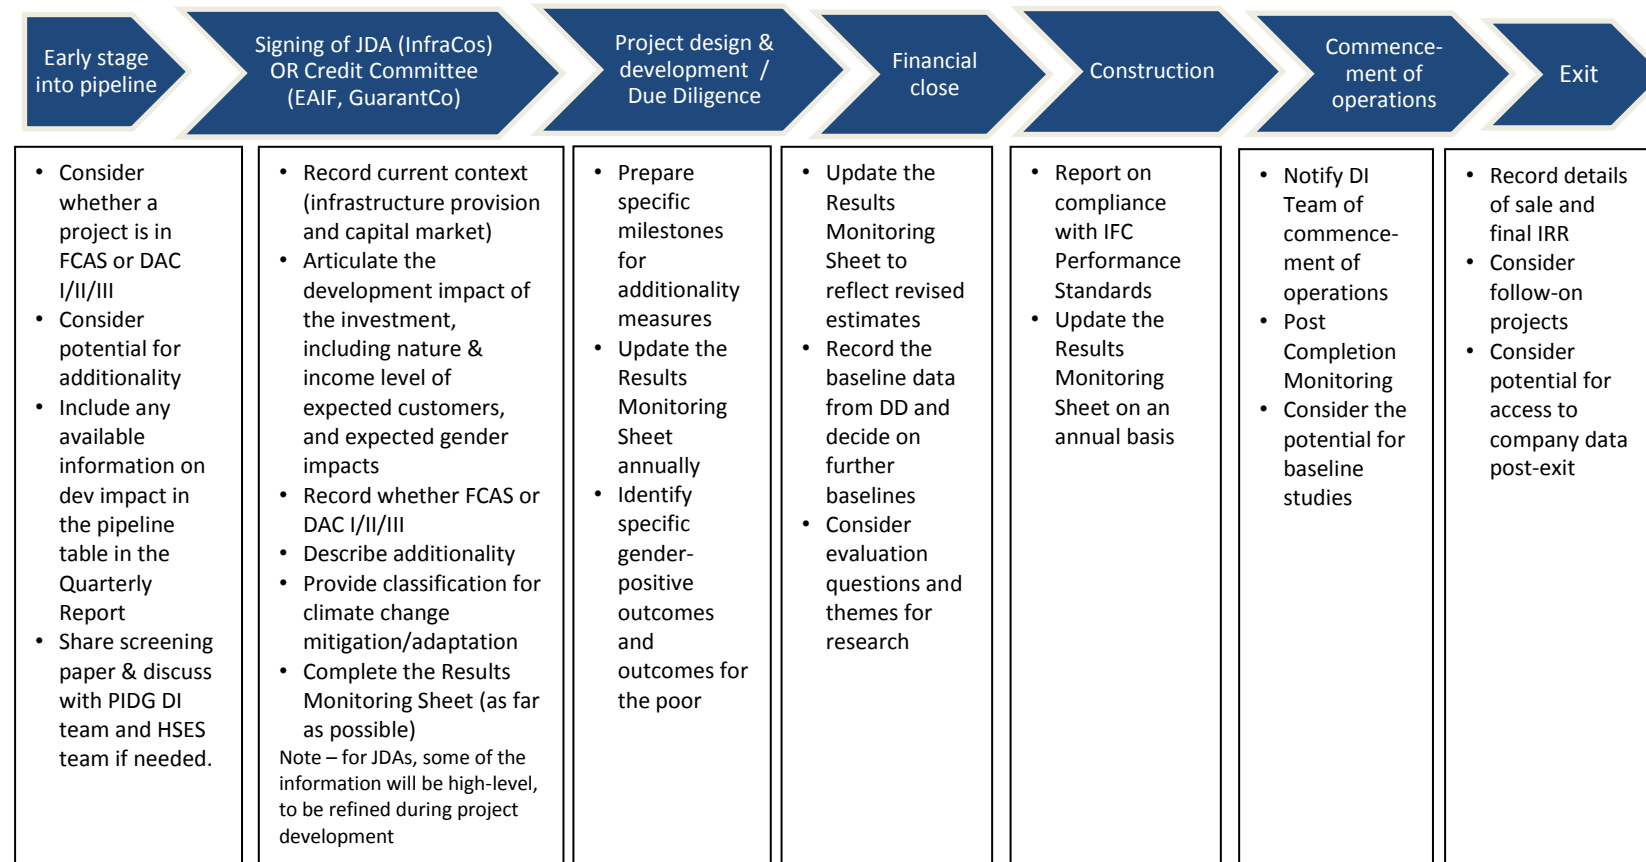 Early stage
into pipeline
Signing of JDA (InfraCos)
OR Credit Committee
(EAIF, GuarantCo)
Project design &
development  /
Due Diligence
Financial
close
Construction
Commence-
ment of
operations
Exit
• Consider
whether a
project is in
FCAS or DAC
I/II/III
• Consider
potential for
additionality
• Include any
available
information on
dev impact in
the pipeline
table in the
Quarterly
Report
• Share screening
paper & discuss
with PIDG DI
team and HSES
team if needed.
• Record current context
(infrastructure provision
and capital market)
• Articulate the
development impact of
the investment,
including nature &
income level of
expected customers,
and expected gender
impacts
• Record whether FCAS or
DAC I/II/III
• Describe additionality
• Provide classification for
climate change
mitigation/adaptation
• Complete the Results
Monitoring Sheet (as far
as possible)
Note – for JDAs, some of the
information will be high-level,
to be refined during project
development
• Prepare
specific
milestones
for
additionality
measures
• Update the
Results
Monitoring
Sheet
annually
• Identify
specific
gender-
positive
outcomes
and
outcomes for
the poor
• Update the
Results
Monitoring
Sheet to
reflect revised
estimates
• Record the
baseline data
from DD and
decide on
further
baselines
• Consider
evaluation
questions and
themes for
research
• Report on
compliance
with IFC
Performance
Standards
• Update the
Results
Monitoring
Sheet on an
annual basis
• Notify DI
Team of
commence-
ment of
operations
• Post
Completion
Monitoring
• Consider the
potential for
baseline
studies
• Record details
of sale and
final IRR
• Consider
follow-on
projects
• Consider
potential for
access to
company data
post-exit